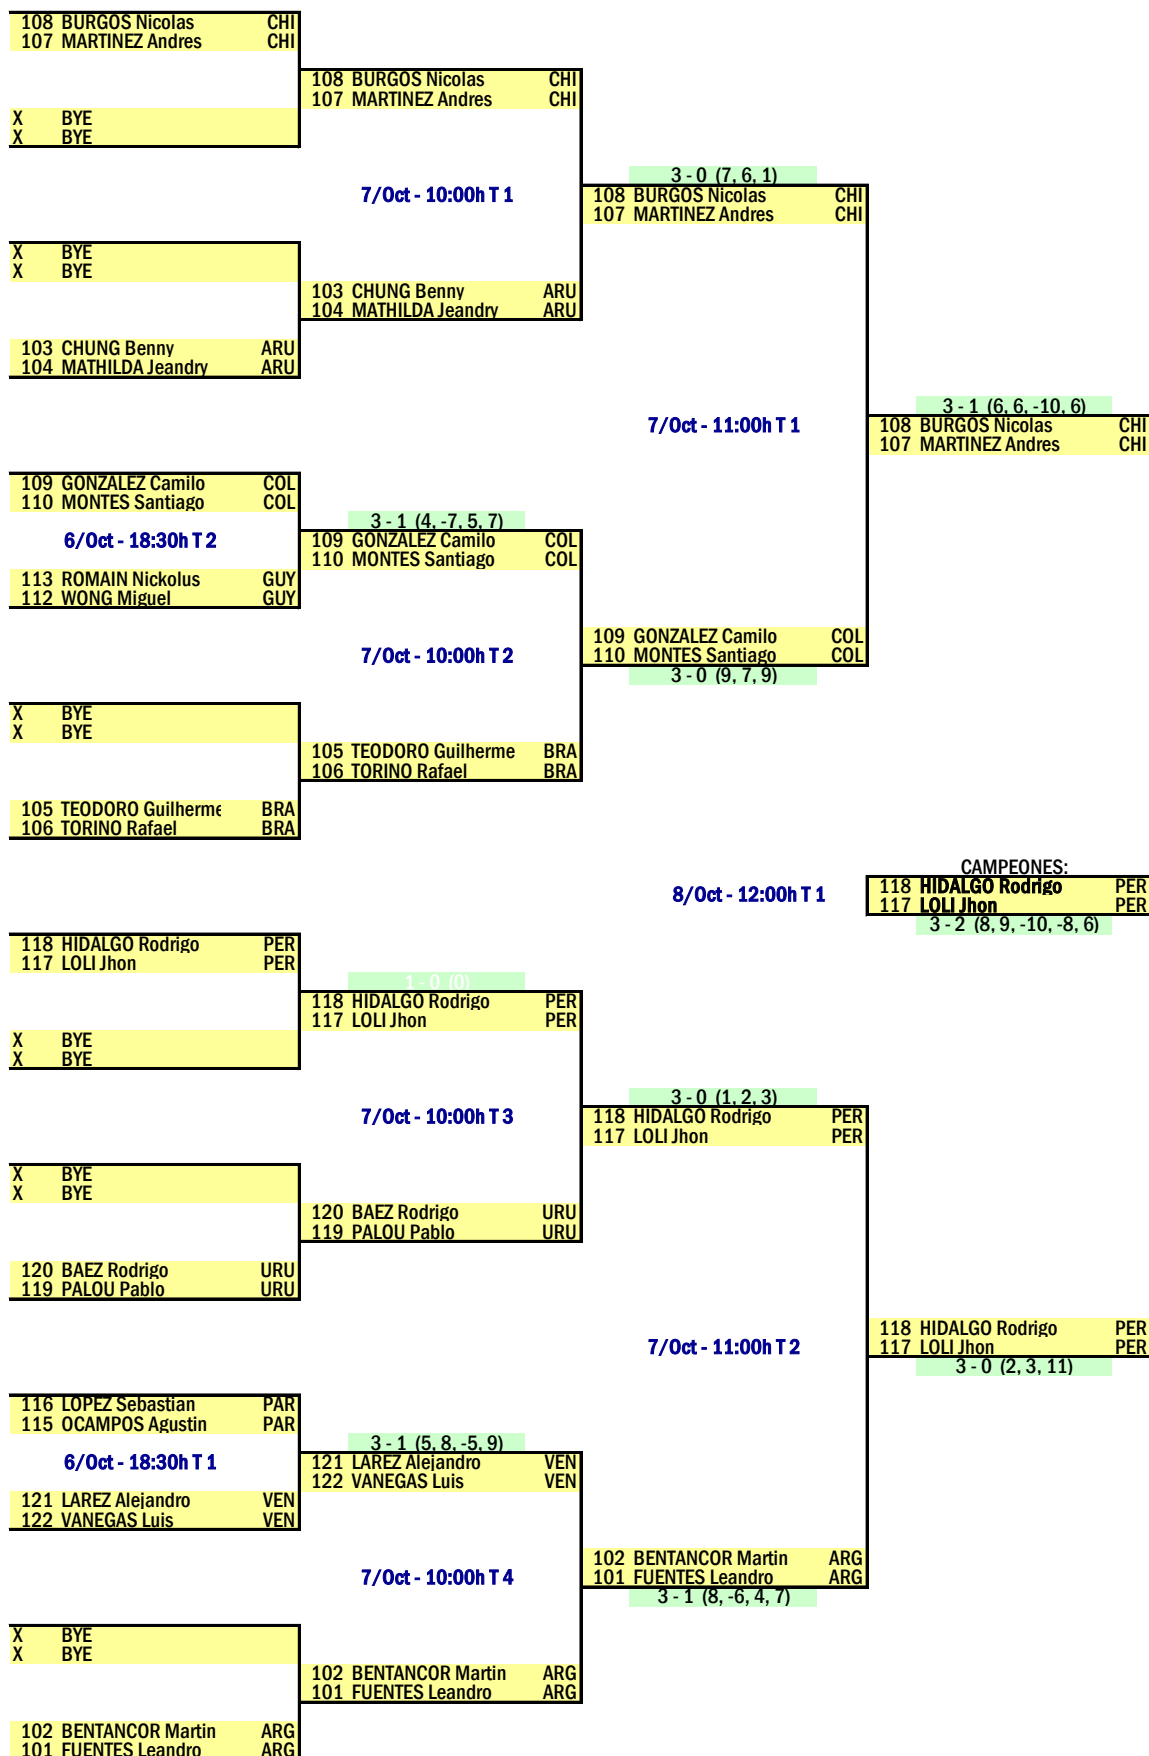 108 BURGOS Nicolas CHI
107 MARTINEZ Andres CHI
108 BURGOS Nicolas CHI
107 MARTINEZ Andres CHI
X BYE
X BYE
3 - 0 (7, 6, 1)
7/Oct - 10:00h T 1
108 BURGOS Nicolas CHI
107 MARTINEZ Andres CHI
X BYE
X BYE
103 CHUNG Benny ARU
104 MATHILDA Jeandry ARU
103 CHUNG Benny ARU
104 MATHILDA Jeandry ARU
3 - 1 (6, 6, -10, 6)
7/Oct - 11:00h T 1
108 BURGOS Nicolas CHI
107 MARTINEZ Andres CHI
109 GONZALEZ Camilo COL
110 MONTES Santiago COL
3 - 1 (4, -7, 5, 7)
6/Oct - 18:30h T 2
109 GONZALEZ Camilo COL
110 MONTES Santiago COL
113 ROMAIN Nickolus GUY
112 WONG Miguel GUY
109 GONZALEZ Camilo COL
7/Oct - 10:00h T 2
110 MONTES Santiago COL
3 - 0 (9, 7, 9)
X BYE
X BYE
105 TEODORO Guilherme BRA
106 TORINO Rafael BRA
105 TEODORO Guilherme BRA
106 TORINO Rafael BRA
CAMPEONES:
8/Oct - 12:00h T 1
118 HIDALGO Rodrigo PER
117 LOLI Jhon PER
3 - 2 (8, 9, -10, -8, 6)
118 HIDALGO Rodrigo PER
117 LOLI Jhon PER
1 - 0 (0)
118 HIDALGO Rodrigo PER
117 LOLI Jhon PER
X BYE
X BYE
3 - 0 (1, 2, 3)
7/Oct - 10:00h T 3
118 HIDALGO Rodrigo PER
117 LOLI Jhon PER
X BYE
X BYE
120 BAEZ Rodrigo URU
119 PALOU Pablo URU
120 BAEZ Rodrigo URU
119 PALOU Pablo URU
118 HIDALGO Rodrigo PER
7/Oct - 11:00h T 2
117 LOLI Jhon PER
3 - 0 (2, 3, 11)
116 LOPEZ Sebastian PAR
115 OCAMPOS Agustin PAR
3 - 1 (5, 8, -5, 9)
6/Oct - 18:30h T 1
121 LAREZ Alejandro VEN
122 VANEGAS Luis VEN
121 LAREZ Alejandro VEN
122 VANEGAS Luis VEN
102 BENTANCOR Martin ARG
7/Oct - 10:00h T 4
101 FUENTES Leandro ARG
3 - 1 (8, -6, 4, 7)
X BYE
X BYE
102 BENTANCOR Martin ARG
101 FUENTES Leandro ARG
102 BENTANCOR Martin ARG
101 FUENTES Leandro ARG